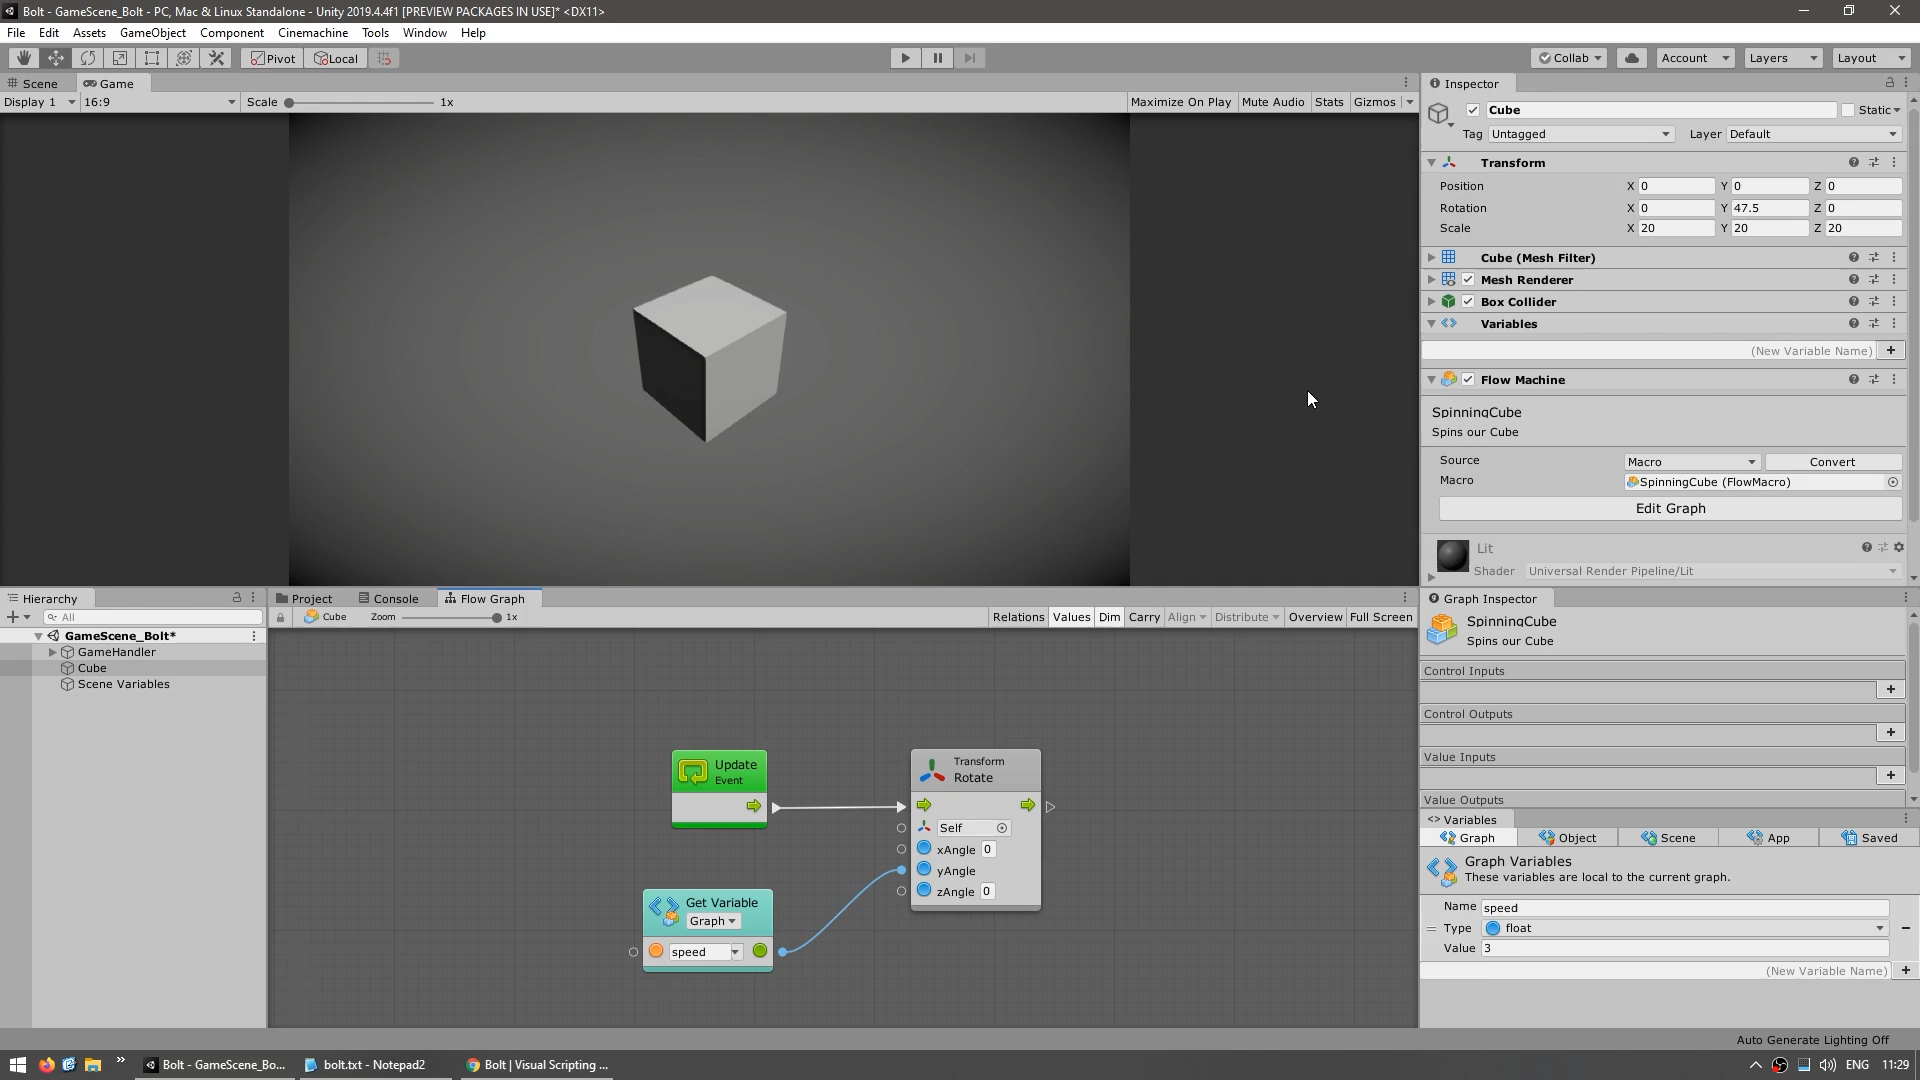 Bolt - GameScene_Bolt - PC, Mac & Linux Standalone - Unity 2019.4.4f1 [PREVIEW PACKAGES IN USE]* <DX11>
File Edit Assets GameObject Component Cinemachine Tools Window Help
Pivot Local Collab Account Layers Layout
Scene Game
Display 1 16:9 Scale 1x Maximize On Play Mute Audio Stats Gizmos
Inspector
Cube Static
Tag Untagged Layer Default
Transform
Position X 0 Y 0 Z 0
Rotation X 0 Y 47.5 Z 0
Scale X 20 Y 20 Z 20
Cube (Mesh Filter)
Mesh Renderer
Box Collider
Variables
(New Variable Name) +
Flow Machine
SpinningCube
Spins our Cube
Source Macro Convert
Macro SpinningCube (FlowMacro)
Edit Graph
Lit
Shader Universal Render Pipeline/Lit
Hierarchy
All
GameScene_Bolt*
GameHandler
Cube
Scene Variables
Project Console Flow Graph
Cube Zoom 1x Relations Values Dim Carry Align Distribute Overview Full Screen
Update
Event
Transform
Rotate
Self
xAngle 0
yAngle
zAngle 0
Get Variable
Graph
speed
Graph Inspector
SpinningCube
Spins our Cube
Control Inputs
+
Control Outputs
+
Value Inputs
+
Value Outputs
<> Variables
Graph Object Scene App Saved
Graph Variables
These variables are local to the current graph.
Name speed
Type float
Value 3
(New Variable Name) +
Auto Generate Lighting Off
Bolt - GameScene_Bo... bolt.txt - Notepad2 Bolt | Visual Scripting ... ENG 11:29